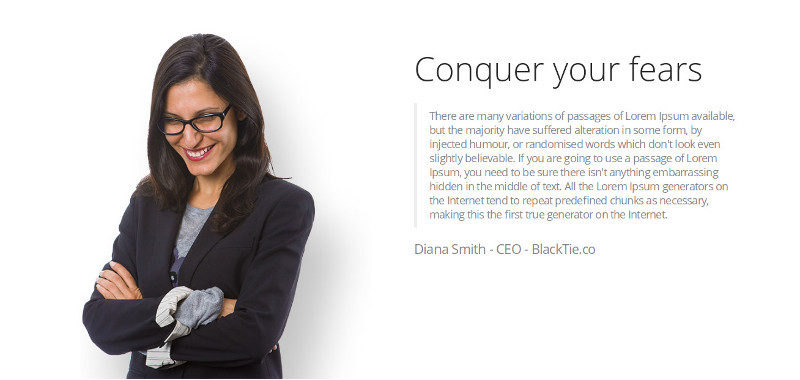 Conquer your fears
There are many variations of passages of Lorem Ipsum available,
but the majority have suffered alteration in some form, by
injected humour, or randomised words which don't look even
slightly believable. If you are going to use a passage of Lorem
Ipsum, you need to be sure there isn't anything embarrassing
hidden in the middle of text. All the Lorem Ipsum generators on
the Internet tend to repeat predefined chunks as necessary,
making this the first true generator on the Internet.
Diana Smith - CEO - BlackTie.co